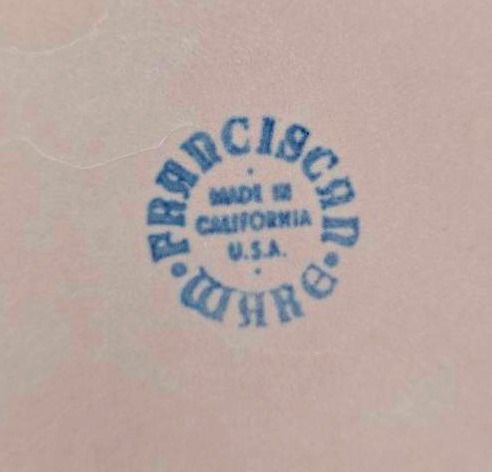 FRANCISCAN
MADE IN
CALIFORNIA
U.S.A.
WARE